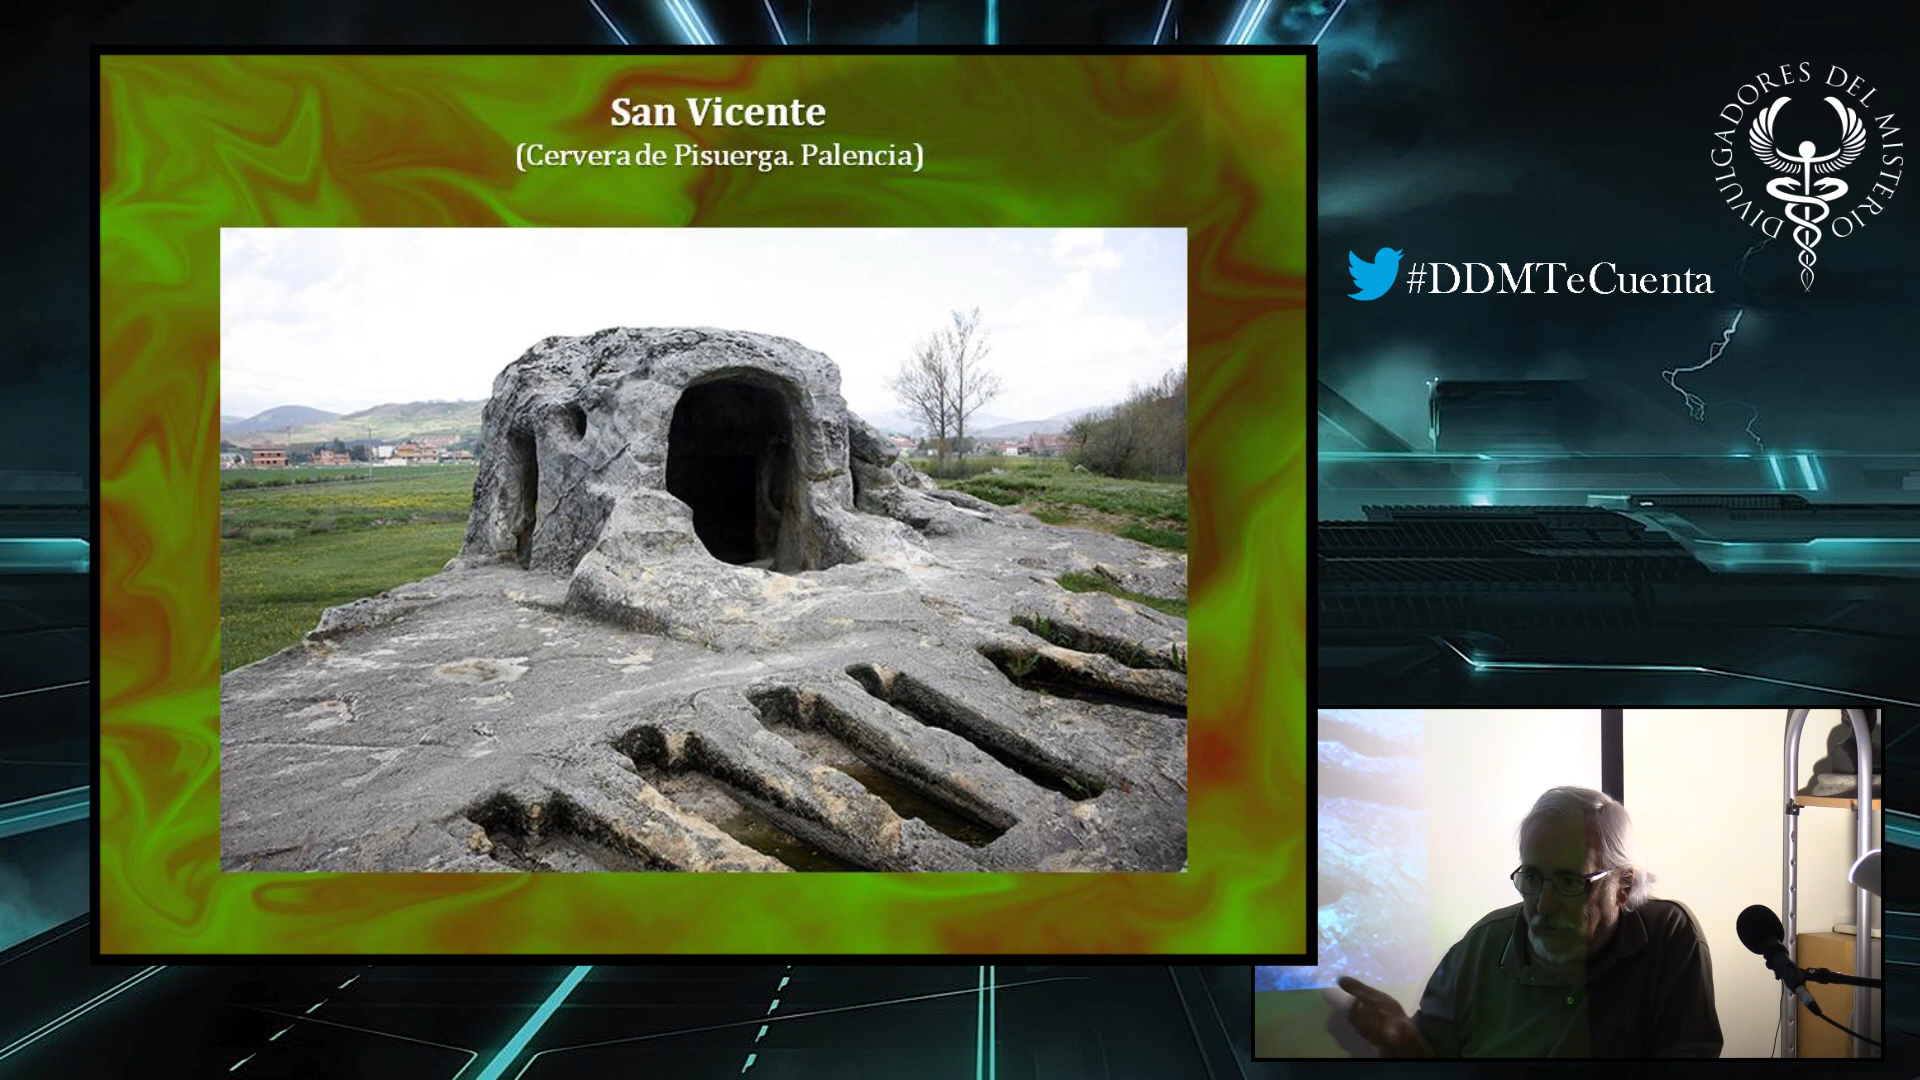 San Vicente
(Cervera de Pisuerga. Palencia)
DIVULGADORES DEL MISTERIO
#DDMTeCuenta